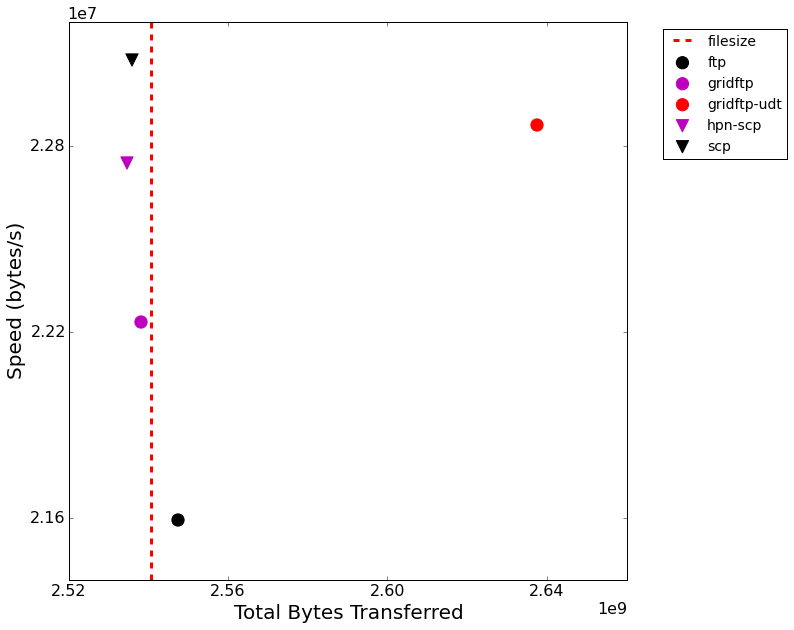 1e7
filesize
ftp
gridftp
gridftp-udt
hpn-scp
scp
2.28
2.22
2.16
Speed (bytes/s)
2.52 2.56 2.60 2.64
Total Bytes Transferred
1e9